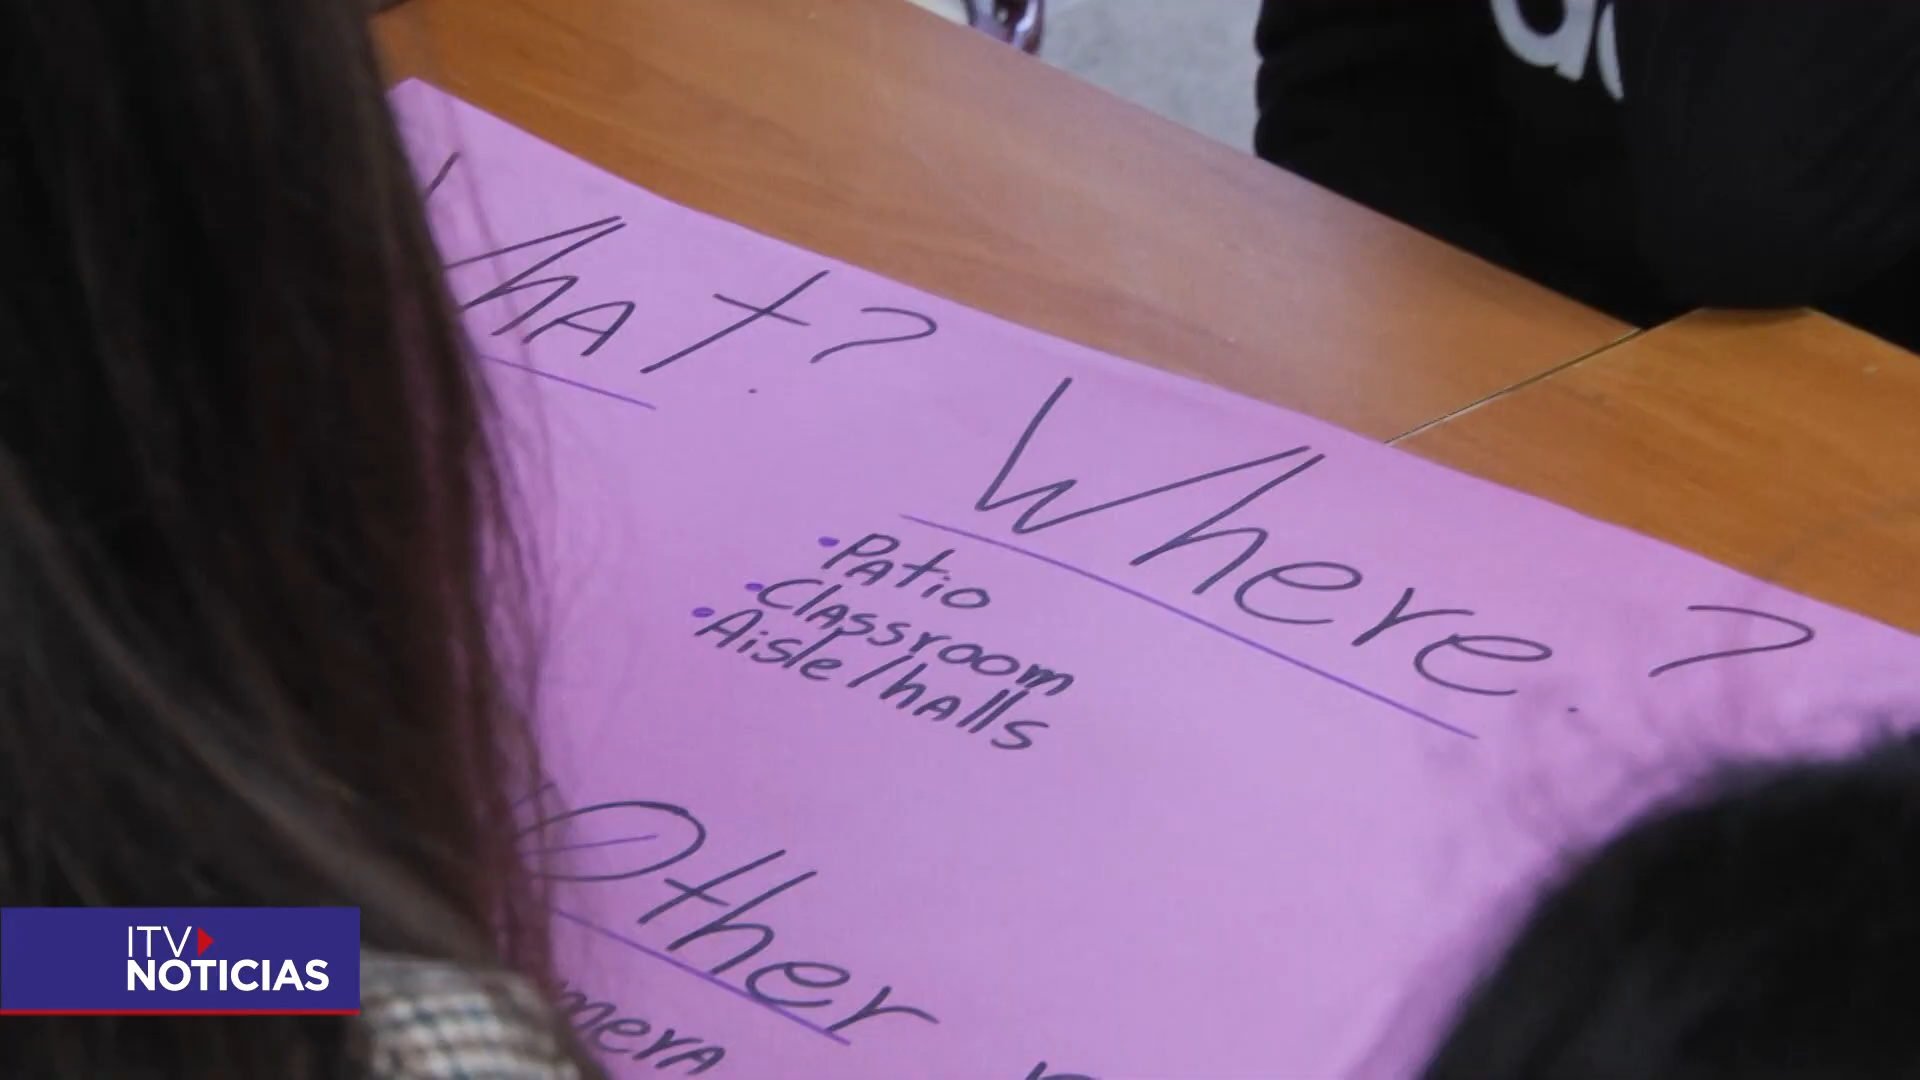 What?
Where?
• Patio
• Classroom
• Aisle/halls
Other
ITV
NOTICIAS